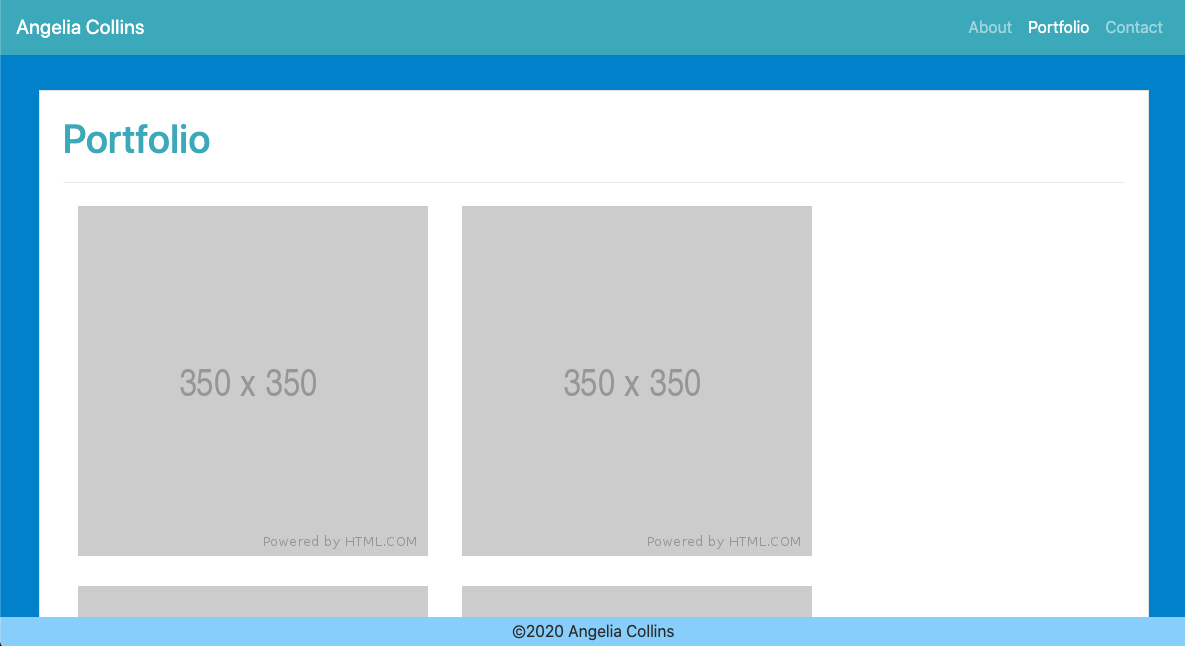 Angelia Collins
About Portfolio Contact
Portfolio
350 x 350
350 x 350
Powered by HTML.COM
Powered by HTML.COM
©2020 Angelia Collins